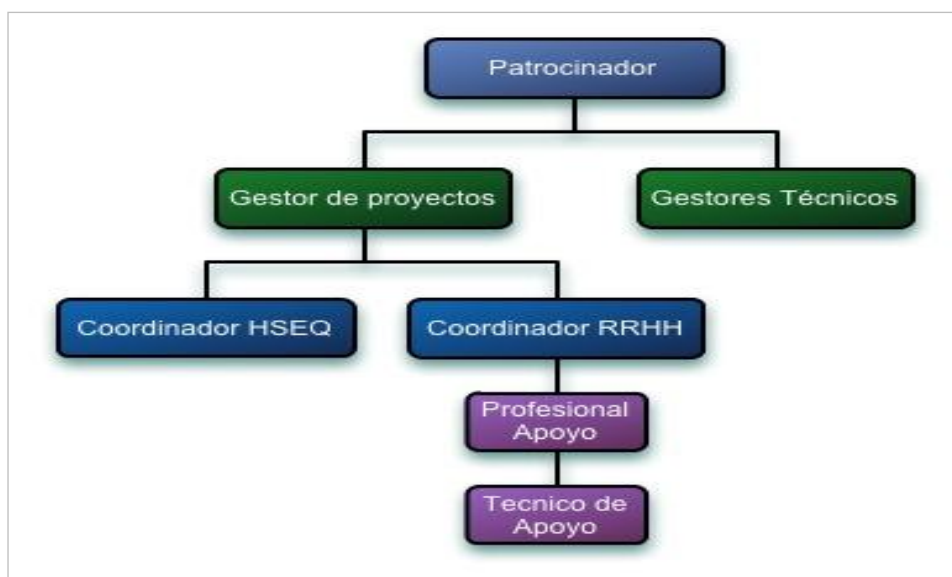 Patrocinador
Gestor de proyectos
Gestores Técnicos
Coordinador HSEQ
Coordinador RRHH
Profesional
Apoyo
Tecnico de
Apoyo